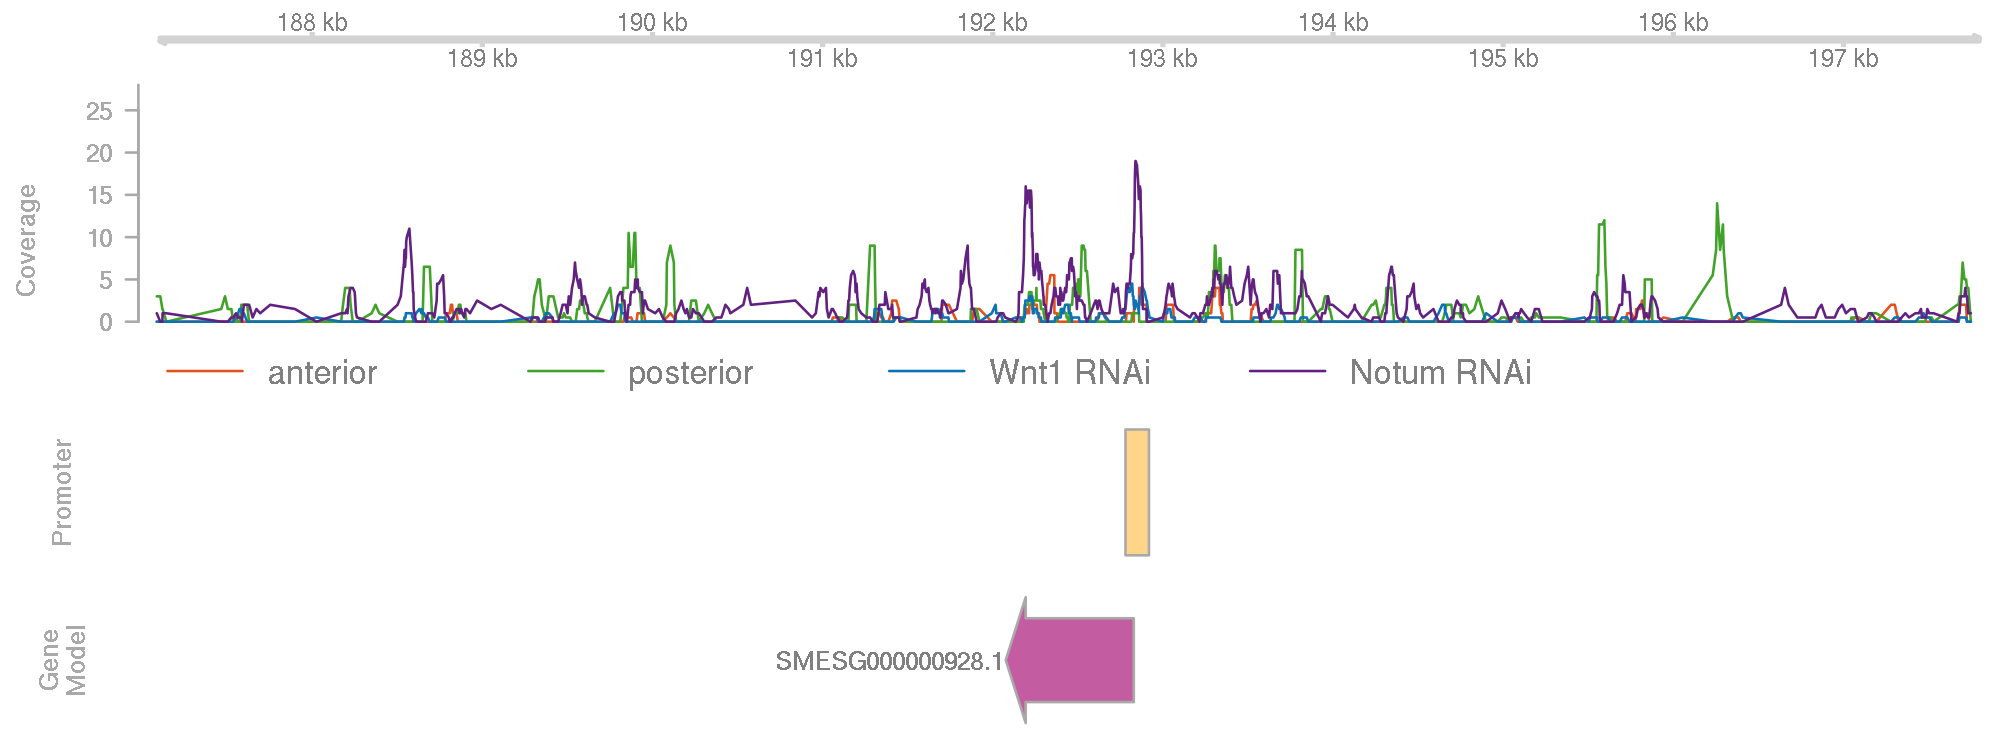 188 kb 190 kb 192 kb 194 kb 196 kb
189 kb 191 kb 193 kb 195 kb 197 kb
Coverage
25
20
15
10
5
0
anterior posterior Wnt1 RNAi Notum RNAi
Promoter
Gene
Model
SMESG000000928.1